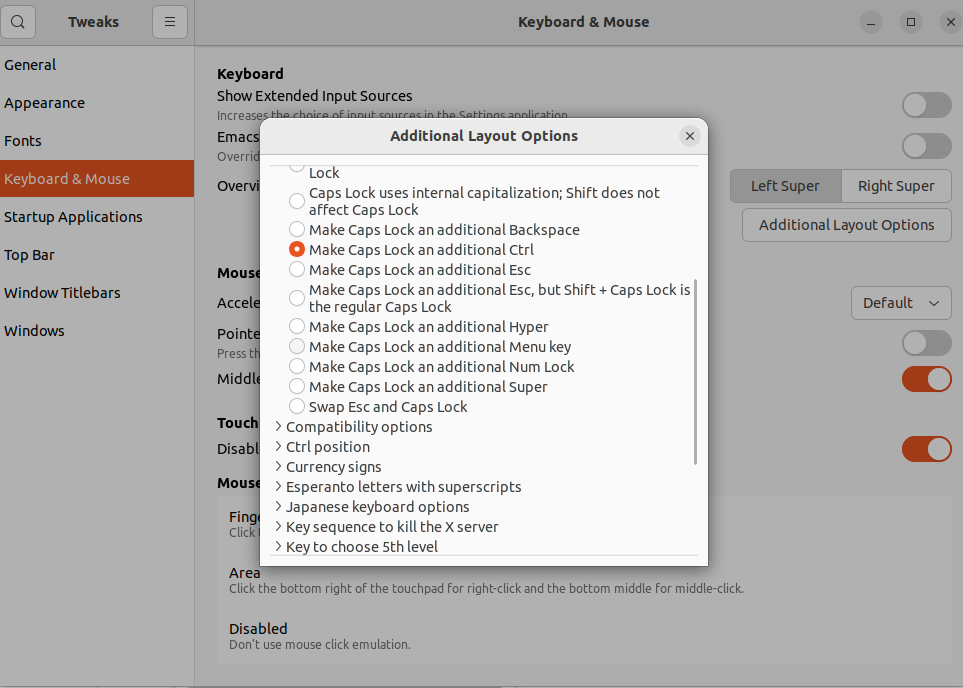 Tweaks
Keyboard & Mouse
General
Appearance
Fonts
Keyboard & Mouse
Startup Applications
Top Bar
Window Titlebars
Windows
Keyboard
Show Extended Input Sources
Increases the choice of input sources in the Settings application.
Emacs
Overrid
Overvi
Left Super
Right Super
Additional Layout Options
Mouse
Accele
Default
Pointe
Press th
Middle
Touch
Disabl
Mouse
Fing
Click
Area
Click the bottom right of the touchpad for right-click and the bottom middle for middle-click.
Disabled
Don't use mouse click emulation.
Additional Layout Options
Lock
Caps Lock uses internal capitalization; Shift does not
affect Caps Lock
Make Caps Lock an additional Backspace
Make Caps Lock an additional Ctrl
Make Caps Lock an additional Esc
Make Caps Lock an additional Esc, but Shift + Caps Lock is
the regular Caps Lock
Make Caps Lock an additional Hyper
Make Caps Lock an additional Menu key
Make Caps Lock an additional Num Lock
Make Caps Lock an additional Super
Swap Esc and Caps Lock
Compatibility options
Ctrl position
Currency signs
Esperanto letters with superscripts
Japanese keyboard options
Key sequence to kill the X server
Key to choose 5th level